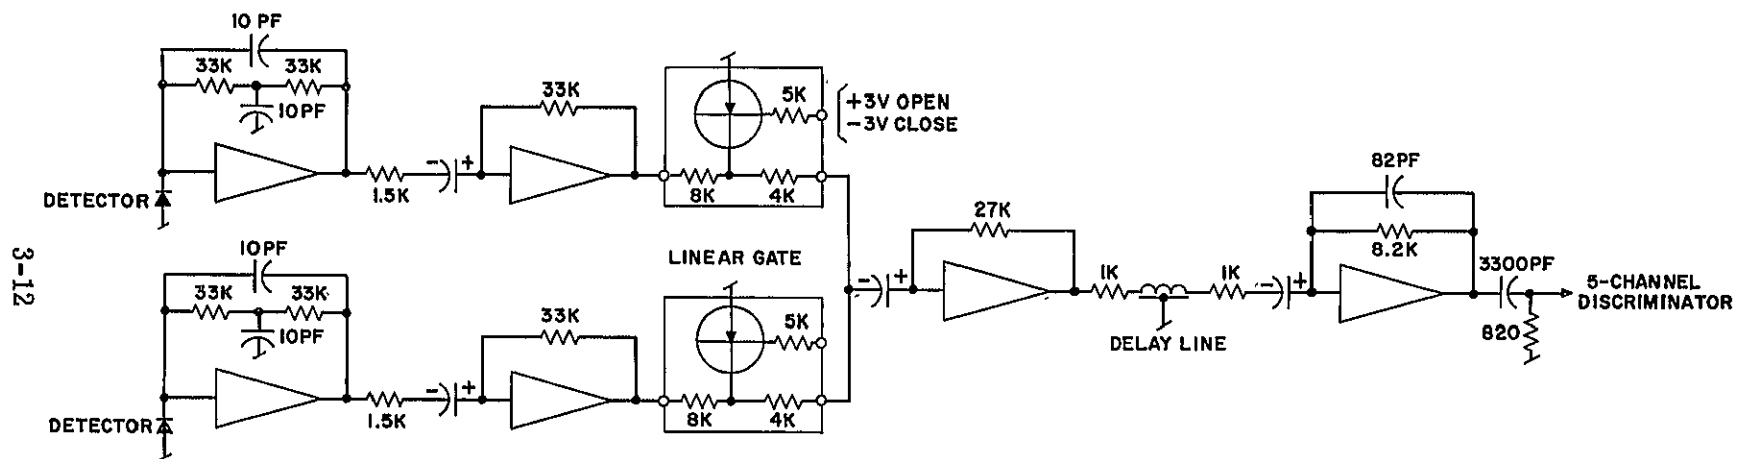 10 PF
33K 33K
10PF
DETECTOR
1.5K
- +
33K
5K
+3V OPEN
-3V CLOSE
8K 4K
LINEAR GATE
10PF
33K 33K
10PF
DETECTOR
1.5K
- +
33K
5K
8K 4K
- +
27K
1K 1K
DELAY LINE
- +
82PF
8.2K
3300PF
820
5-CHANNEL
DISCRIMINATOR
3-12